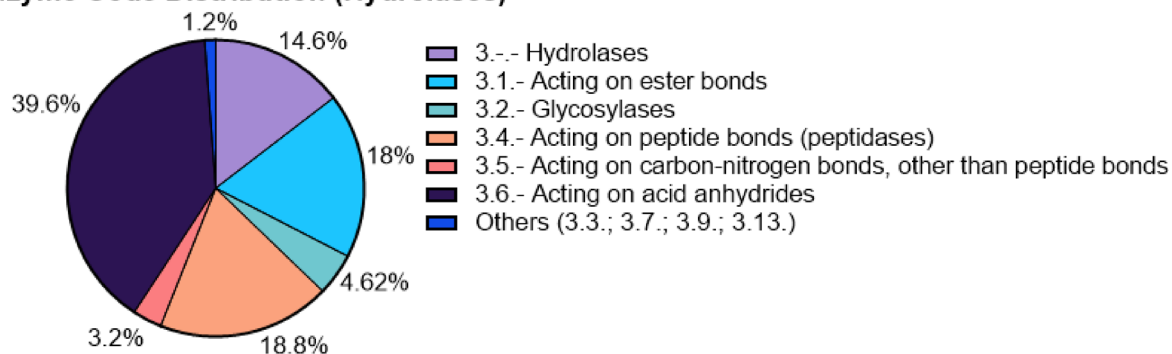 1.2%
14.6%
39.6%
18%
4.62%
3.2%
18.8%
3.-.- Hydrolases
3.1.- Acting on ester bonds
3.2.- Glycosylases
3.4.- Acting on peptide bonds (peptidases)
3.5.- Acting on carbon-nitrogen bonds, other than peptide bonds
3.6.- Acting on acid anhydrides
Others (3.3.; 3.7.; 3.9.; 3.13.)